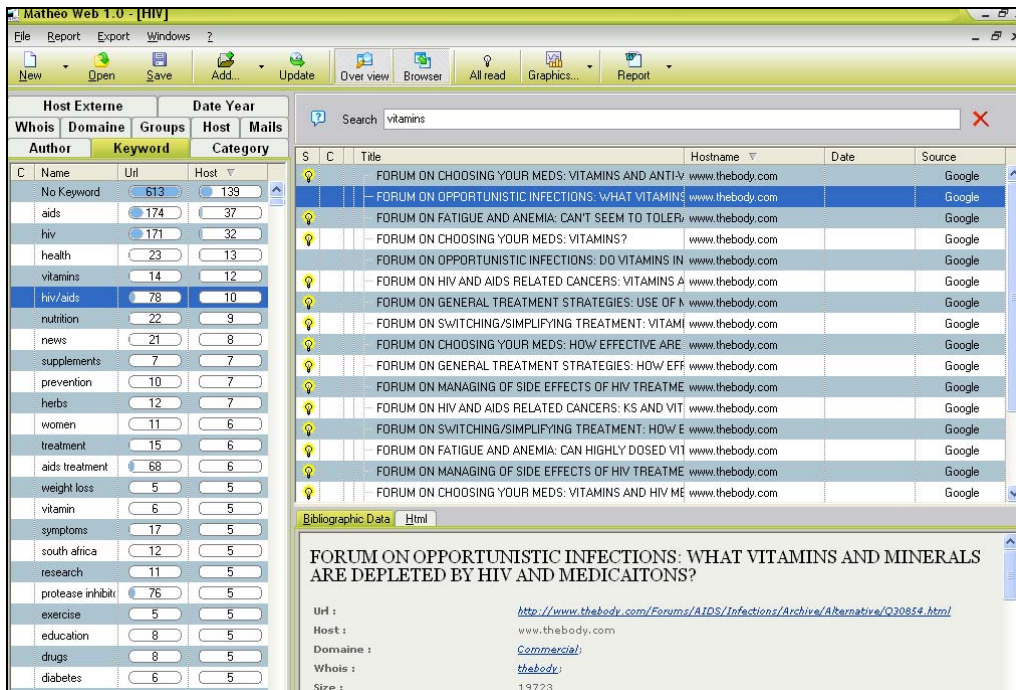 Mathéo Web 1.0 - [HIV]
File Report Export Windows ?
New Open Save Add... Update Over view Browser All read Graphics... Report
Host Externe Date Year
Whois Domaine Groups Host Mails
Author Keyword Category
C Name Url Host
No Keyword 613 139
aids 174 37
hiv 171 32
health 23 13
vitamins 14 12
hiv/aids 78 10
nutrition 22 9
news 21 8
supplements 7 7
prevention 10 7
herbs 12 7
women 11 6
treatment 15 6
aids treatment 68 6
weight loss 5 5
vitamin 6 5
symptoms 17 5
south africa 12 5
research 11 5
protease inhibit 76 5
exercise 5 5
education 8 5
drugs 8 5
diabetes 6 5
Search vitamins
S C Title Hostname Date Source
FORUM ON CHOOSING YOUR MEDS: VITAMINS AND ANTI-V www.thebody.com Google
FORUM ON OPPORTUNISTIC INFECTIONS: WHAT VITAMINS www.thebody.com Google
FORUM ON FATIGUE AND ANEMIA: CAN'T SEEM TO TOLER www.thebody.com Google
FORUM ON CHOOSING YOUR MEDS: VITAMINS? www.thebody.com Google
FORUM ON OPPORTUNISTIC INFECTIONS: DO VITAMINS IN www.thebody.com Google
FORUM ON HIV AND AIDS RELATED CANCERS: VITAMINS A www.thebody.com Google
FORUM ON GENERAL TREATMENT STRATEGIES: USE OF www.thebody.com Google
FORUM ON SWITCHING/SIMPLIFYING TREATMENT: VITAMI www.thebody.com Google
FORUM ON CHOOSING YOUR MEDS: HOW EFFECTIVE ARE www.thebody.com Google
FORUM ON GENERAL TREATMENT STRATEGIES: HOW EFF www.thebody.com Google
FORUM ON MANAGING OF SIDE EFFECTS OF HIV TREATME www.thebody.com Google
FORUM ON HIV AND AIDS RELATED CANCERS: KS AND VIT www.thebody.com Google
FORUM ON SWITCHING/SIMPLIFYING TREATMENT: HOW E www.thebody.com Google
FORUM ON FATIGUE AND ANEMIA: CAN HIGHLY DOSED VIT www.thebody.com Google
FORUM ON MANAGING OF SIDE EFFECTS OF HIV TREATME www.thebody.com Google
FORUM ON CHOOSING YOUR MEDS: VITAMINS AND HIV ME www.thebody.com Google
Bibliographic Data Html
FORUM ON OPPORTUNISTIC INFECTIONS: WHAT VITAMINS AND MINERALS
ARE DEPLETED BY HIV AND MEDICAITONS?
Url : http://www.thebody.com/Forums/AIDS/Infections/Archive/Alternative/Q30854.html
Host : www.thebody.com
Domaine : Commercial;
Whois : thebody;
Size : 19723